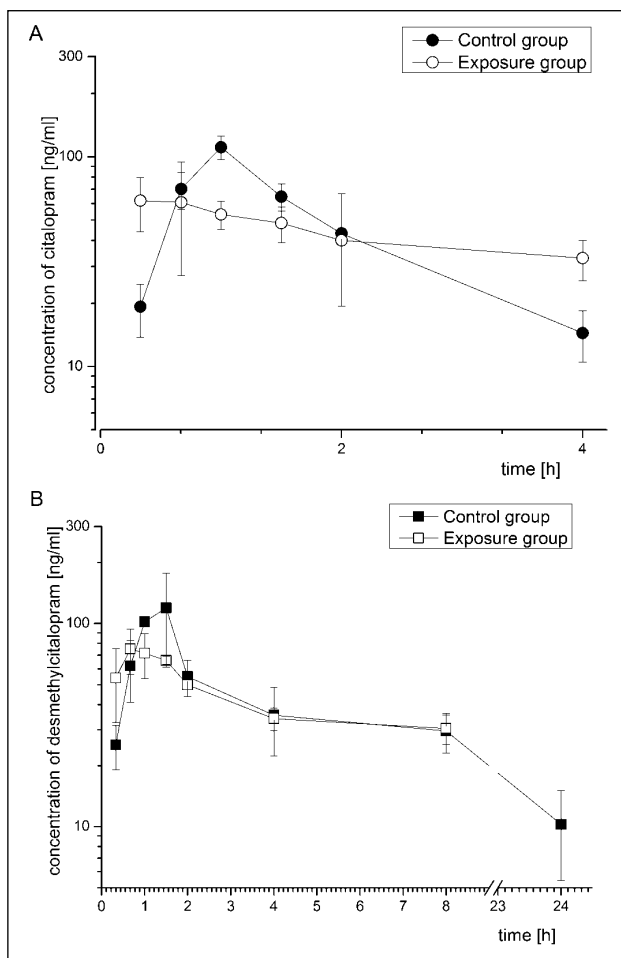 A
Control group
Exposure group
300
100
10
concentration of citalopram [ng/ml]
0
2
4
time [h]
B
Control group
Exposure group
300
100
10
concentration of desmethylcitalopram [ng/ml]
0 1 2 4 5 6 7 8 23 24
time [h]